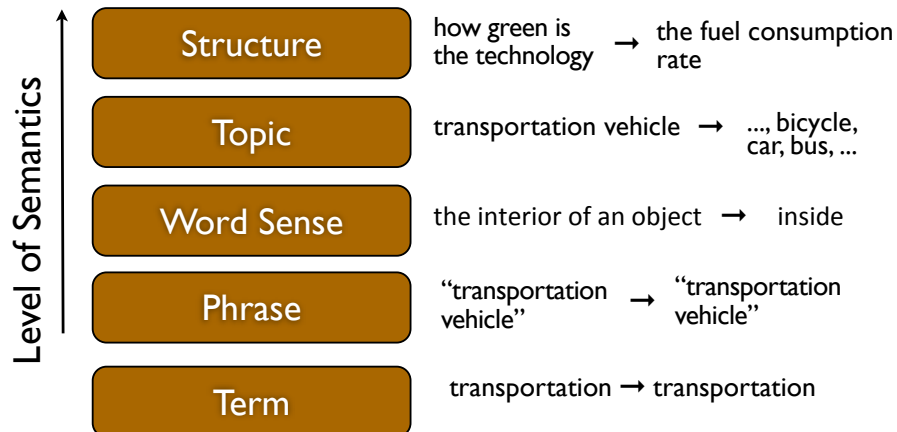 Level of Semantics
Structure
how green is
the technology → the fuel consumption
rate
Topic
transportation vehicle → ..., bicycle,
car, bus, ...
Word Sense
the interior of an object → inside
Phrase
“transportation
vehicle” → “transportation
vehicle”
Term
transportation → transportation